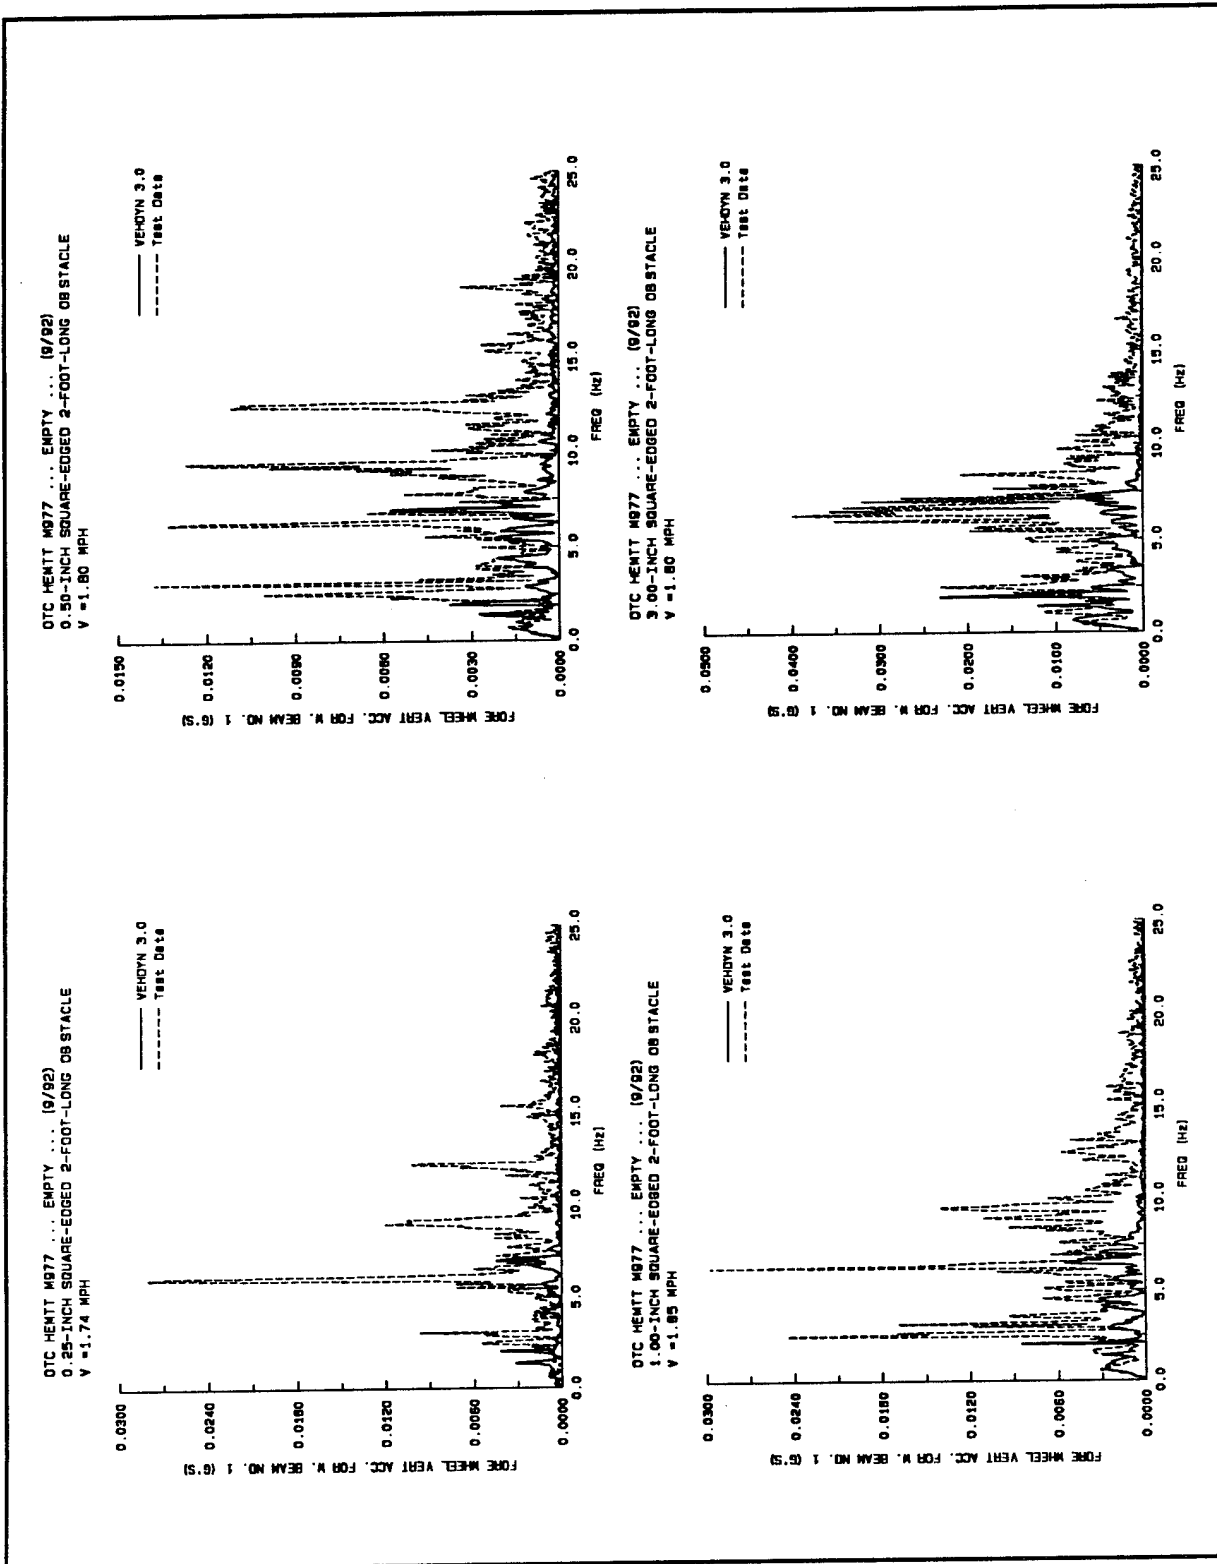 OTC HEMTT M977 ... EMPTY ... (9/92)
0.25-INCH SQUARE-EDGED 2-FOOT-LONG OBSTACLE
V =1.74 MPH
VEHDYN 3.0
Test Data
FORE WHEEL VERT ACC. FOR W. BEAM NO. 1 (G'S)
0.0300
0.0240
0.0180
0.0120
0.0060
0.0000
0.0 5.0 10.0 15.0 20.0 25.0
FREQ (Hz)
OTC HEMTT M977 ... EMPTY ... (9/92)
0.50-INCH SQUARE-EDGED 2-FOOT-LONG OBSTACLE
V =1.80 MPH
VEHDYN 3.0
Test Data
FORE WHEEL VERT ACC. FOR W. BEAM NO. 1 (G'S)
0.0150
0.0120
0.0090
0.0060
0.0030
0.0000
0.0 5.0 10.0 15.0 20.0 25.0
FREQ (Hz)
OTC HEMTT M977 ... EMPTY ... (9/92)
1.00-INCH SQUARE-EDGED 2-FOOT-LONG OBSTACLE
V =1.85 MPH
VEHDYN 3.0
Test Data
FORE WHEEL VERT ACC. FOR W. BEAM NO. 1 (G'S)
0.0300
0.0240
0.0180
0.0120
0.0060
0.0000
0.0 5.0 10.0 15.0 20.0 25.0
FREQ (Hz)
OTC HEMTT M977 ... EMPTY ... (9/92)
3.00-INCH SQUARE-EDGED 2-FOOT-LONG OBSTACLE
V =1.80 MPH
VEHDYN 3.0
Test Data
FORE WHEEL VERT ACC. FOR W. BEAM NO. 1 (G'S)
0.0500
0.0400
0.0300
0.0200
0.0100
0.0000
0.0 5.0 10.0 15.0 20.0 25.0
FREQ (Hz)